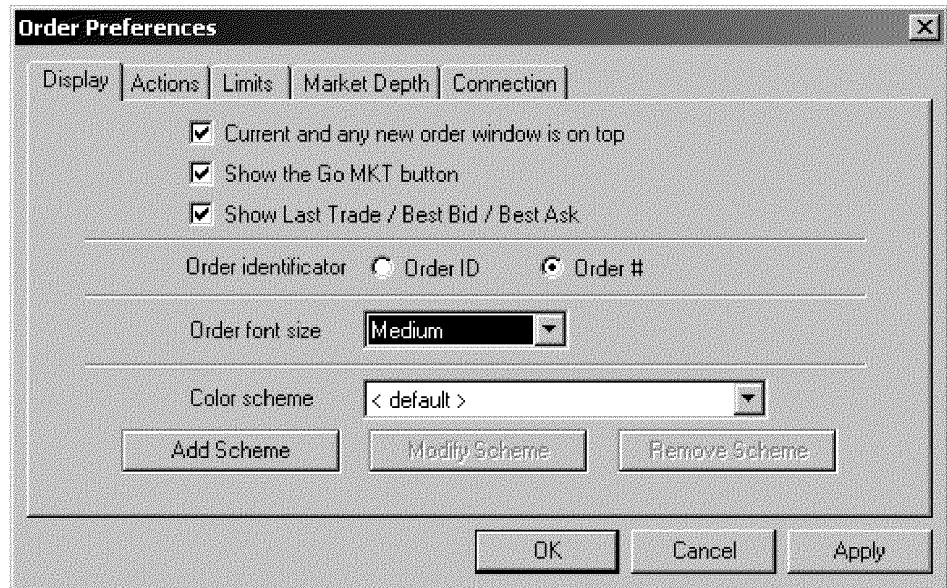 Order Preferences
Display Actions Limits Market Depth Connection
Current and any new order window is on top
Show the Go MKT button
Show Last Trade / Best Bid / Best Ask
Order identificator Order ID Order #
Order font size Medium
Color scheme < default >
Add Scheme Modify Scheme Remove Scheme
OK Cancel Apply